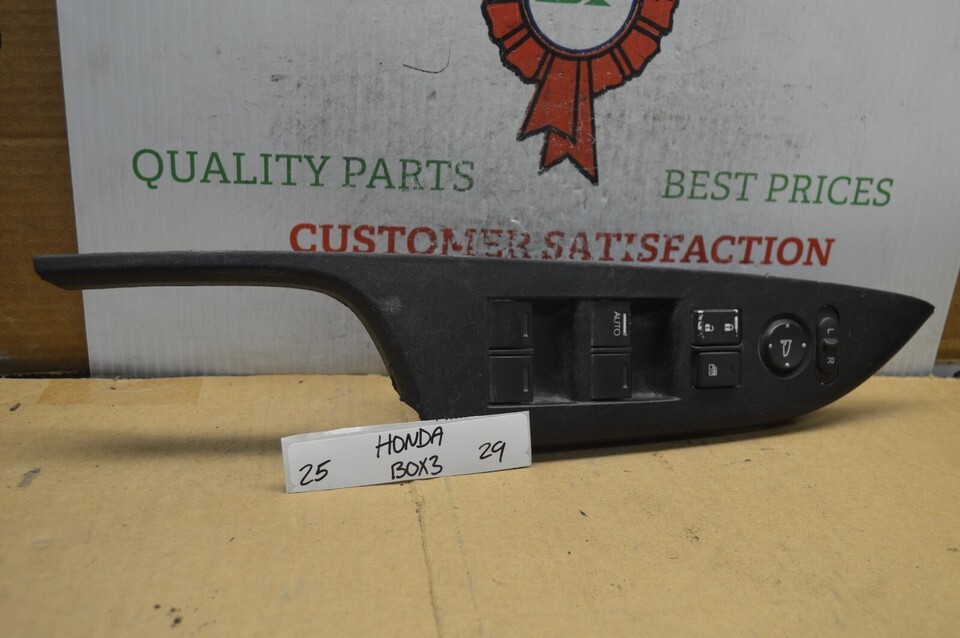 QUALITY PARTS
BEST PRICES
CUSTOMER SATISFACTION
AUTO
L
R
HONDA
25 BOX3 29